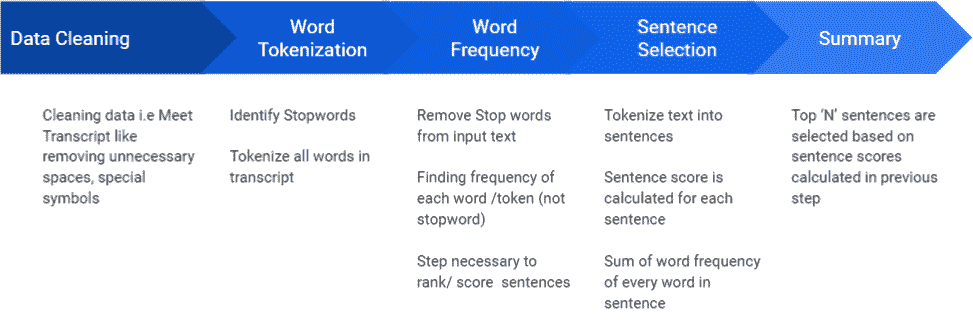 Data Cleaning
Word
Tokenization
Word
Frequency
Sentence
Selection
Summary
Cleaning data i.e Meet
Transcript like
removing unnecessary
spaces, special
symbols
Identify Stopwords
Tokenize all words in
transcript
Remove Stop words
from input text
Finding frequency of
each word /token (not
stopword)
Step necessary to
rank/ score sentences
Tokenize text into
sentences
Sentence score is
calculated for each
sentence
Sum of word frequency
of every word in
sentence
Top ‘N’ sentences are
selected based on
sentence scores
calculated in previous
step